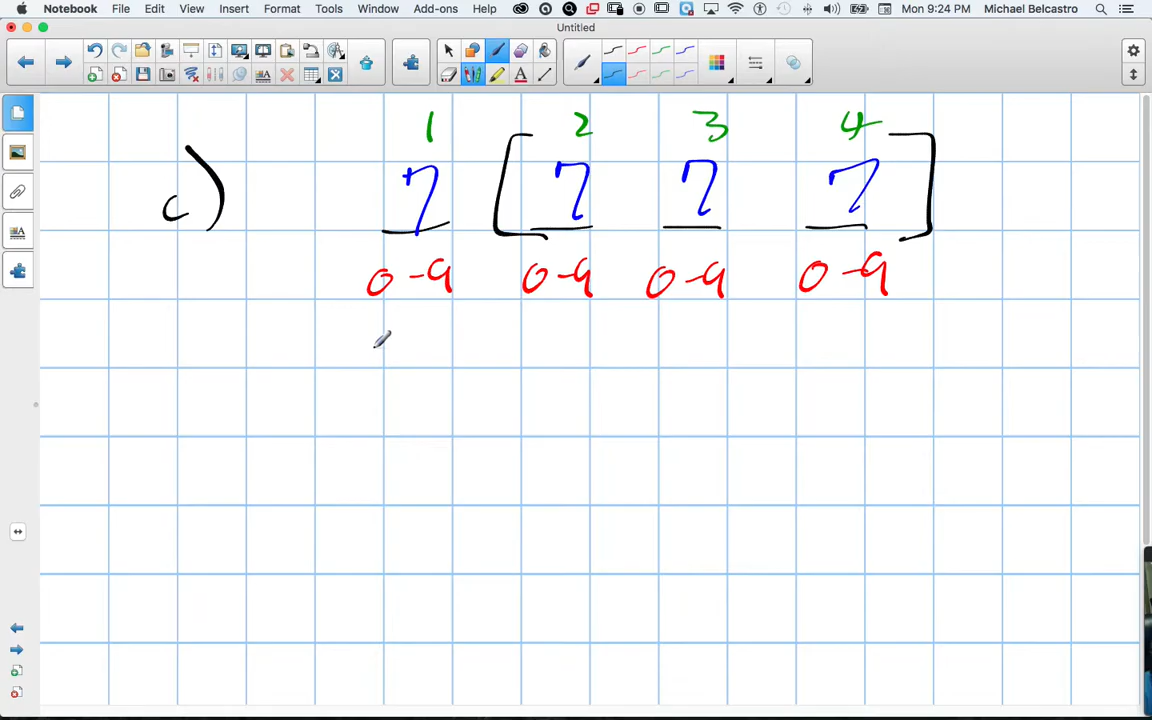 Notebook File Edit View Insert Format Tools Window Add-ons Help Mon 9:24 PM Michael Belcastro
Untitled
1 2 3 4
c) 7 [7 7 7]
0-9 0-9 0-9 0-9